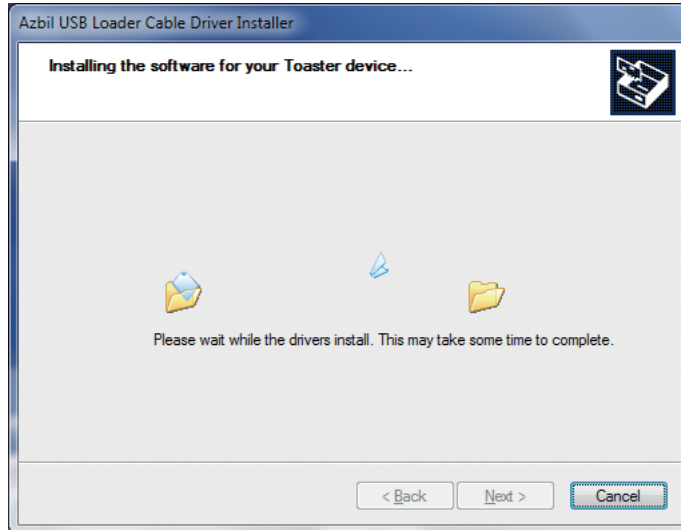 Azbil USB Loader Cable Driver Installer
Installing the software for your Toaster device...
Please wait while the drivers install. This may take some time to complete.
< Back Next > Cancel